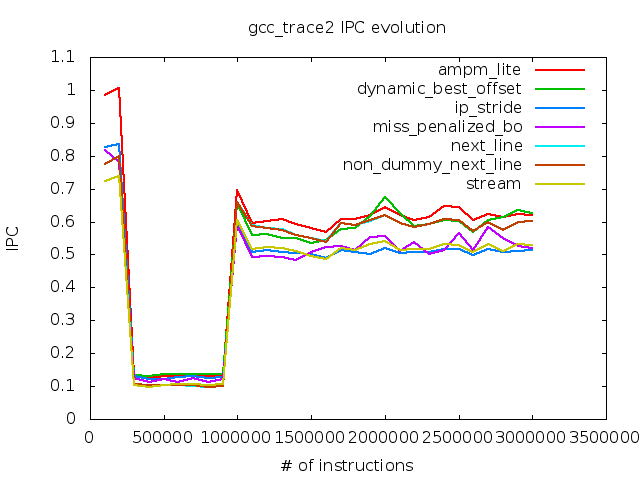 gcc_trace2 IPC evolution
1.1
1
0.9
0.8
0.7
0.6
0.5
0.4
0.3
0.2
0.1
0
IPC
ampm_lite
dynamic_best_offset
ip_stride
miss_penalized_bo
next_line
non_dummy_next_line
stream
0 500000 1000000 1500000 2000000 2500000 3000000 3500000
# of instructions